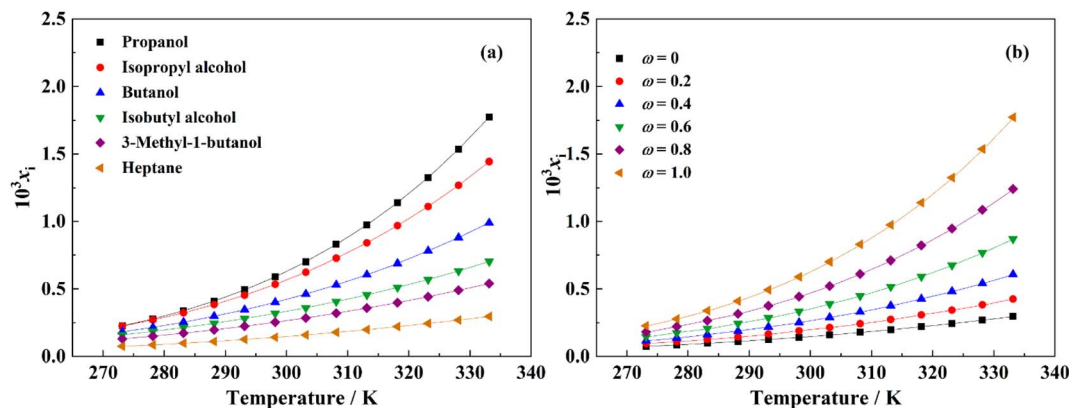 2.5
2.0
1.5
1.0
0.5
0.0
10³xᵢ
Propanol
Isopropyl alcohol
Butanol
Isobutyl alcohol
3-Methyl-1-butanol
Heptane
(a)
270 280 290 300 310 320 330 340
Temperature / K
2.5
2.0
1.5
1.0
0.5
0.0
10³xᵢ
ω = 0
ω = 0.2
ω = 0.4
ω = 0.6
ω = 0.8
ω = 1.0
(b)
270 280 290 300 310 320 330 340
Temperature / K